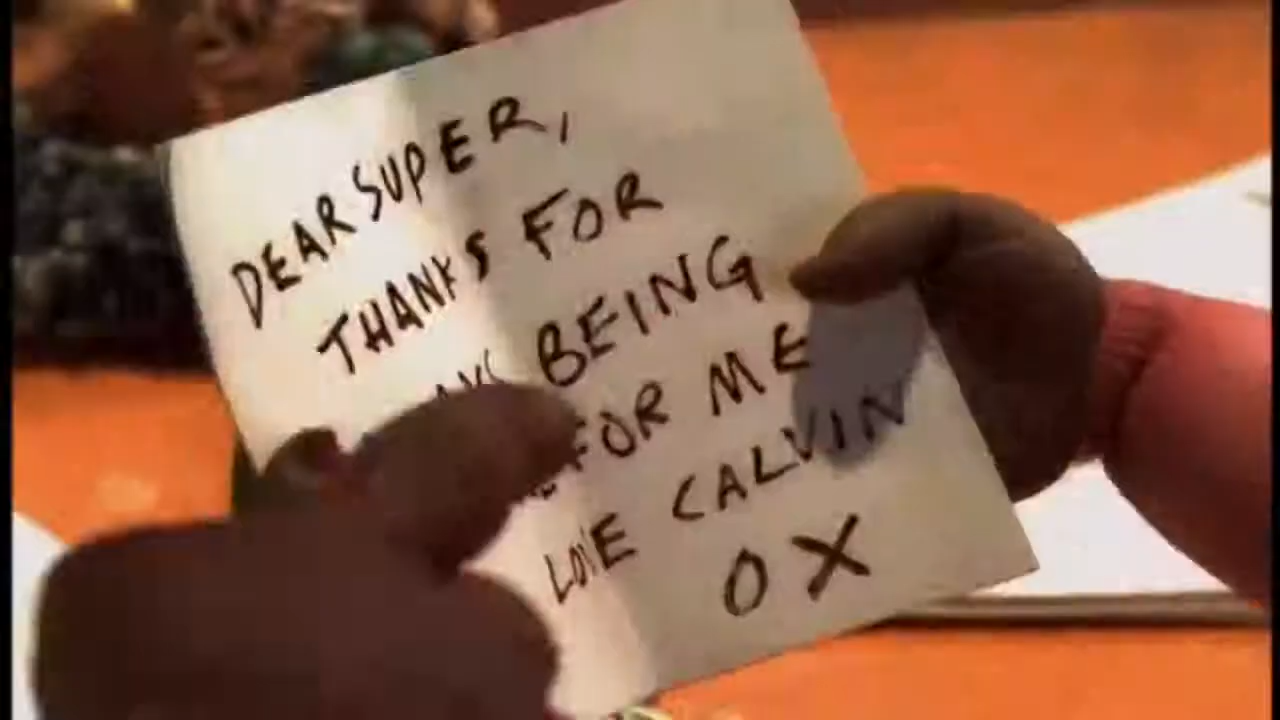 DEAR SUPER,
THANKS FOR
BEING
FOR ME
LOVE CALVIN
OX